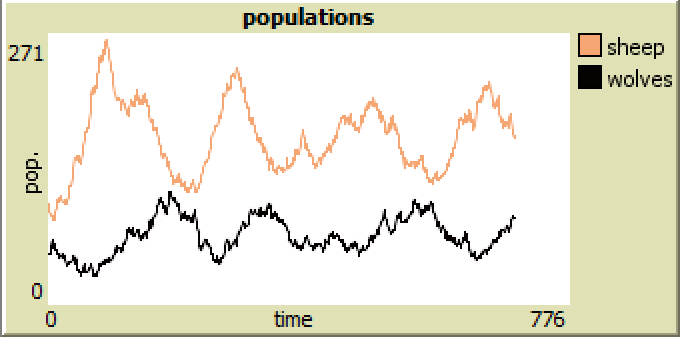 populations
271
sheep
wolves
pop.
0
0 time 776